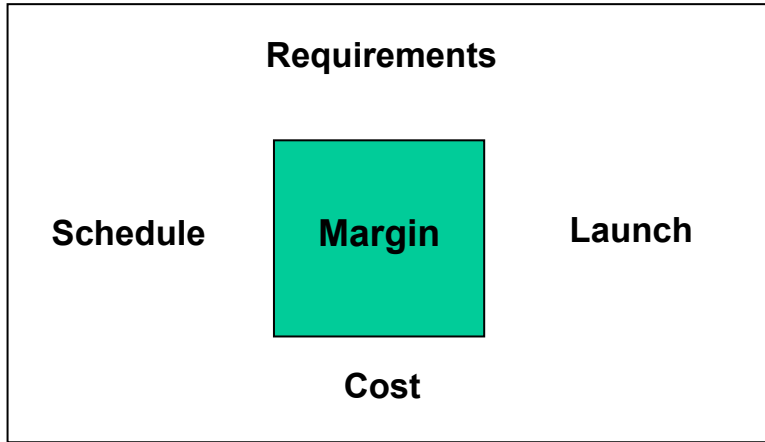 Requirements
Schedule
Margin
Launch
Cost